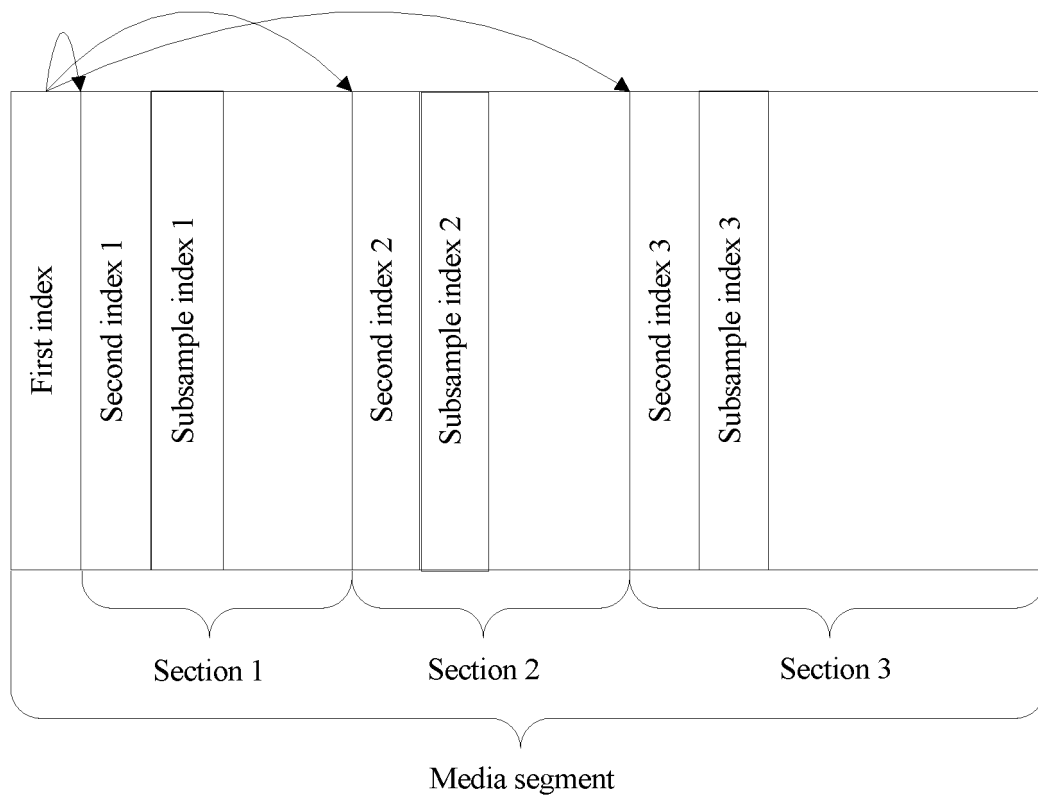 First index
Second index 1
Subsample index 1
Second index 2
Subsample index 2
Second index 3
Subsample index 3
Section 1
Section 2
Section 3
Media segment